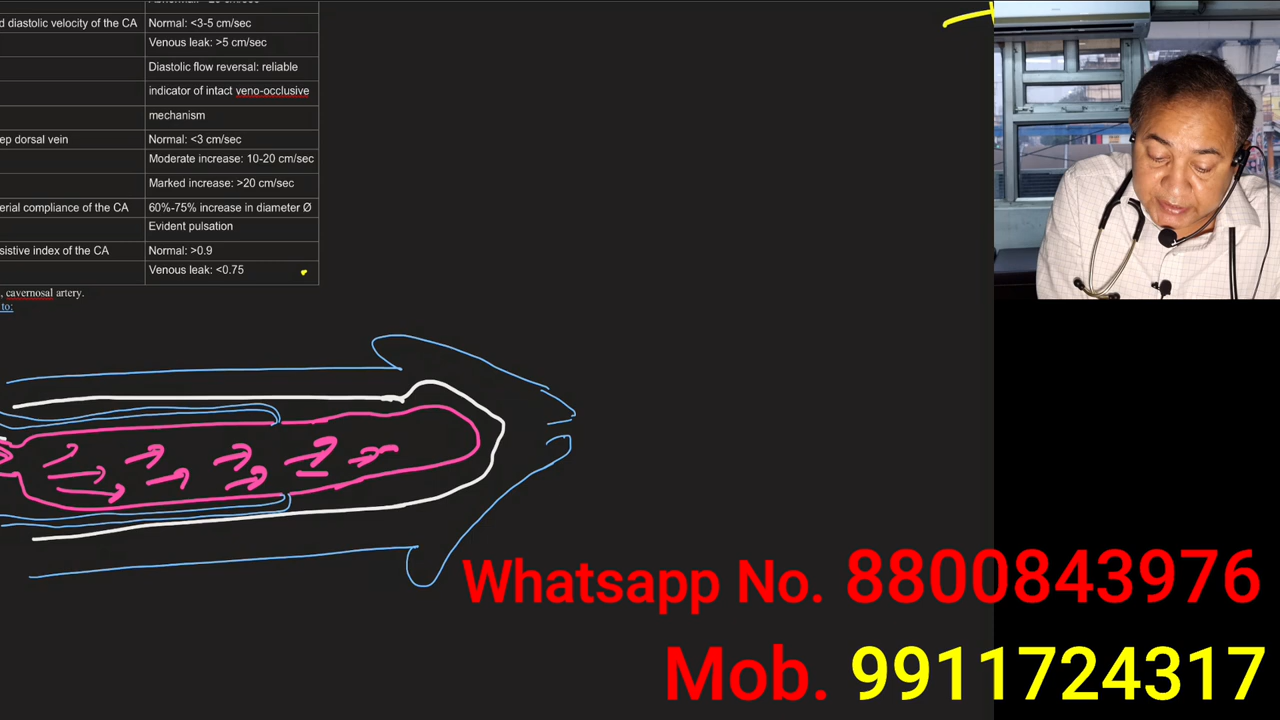 d diastolic velocity of the CA
Normal: <3-5 cm/sec
Venous leak: >5 cm/sec
Diastolic flow reversal: reliable
indicator of intact veno-occlusive
mechanism
ep dorsal vein
Normal: <3 cm/sec
Moderate increase: 10-20 cm/sec
Marked increase: >20 cm/sec
erial compliance of the CA
60%-75% increase in diameter Ø
Evident pulsation
sistive index of the CA
Normal: >0.9
Venous leak: <0.75
, cavernosal artery.
to:
Whatsapp No. 8800843976
Mob. 9911724317